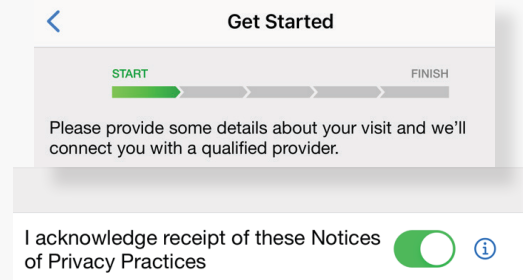 Get Started
START FINISH
Please provide some details about your visit and we'll
connect you with a qualified provider.
I acknowledge receipt of these Notices
of Privacy Practices